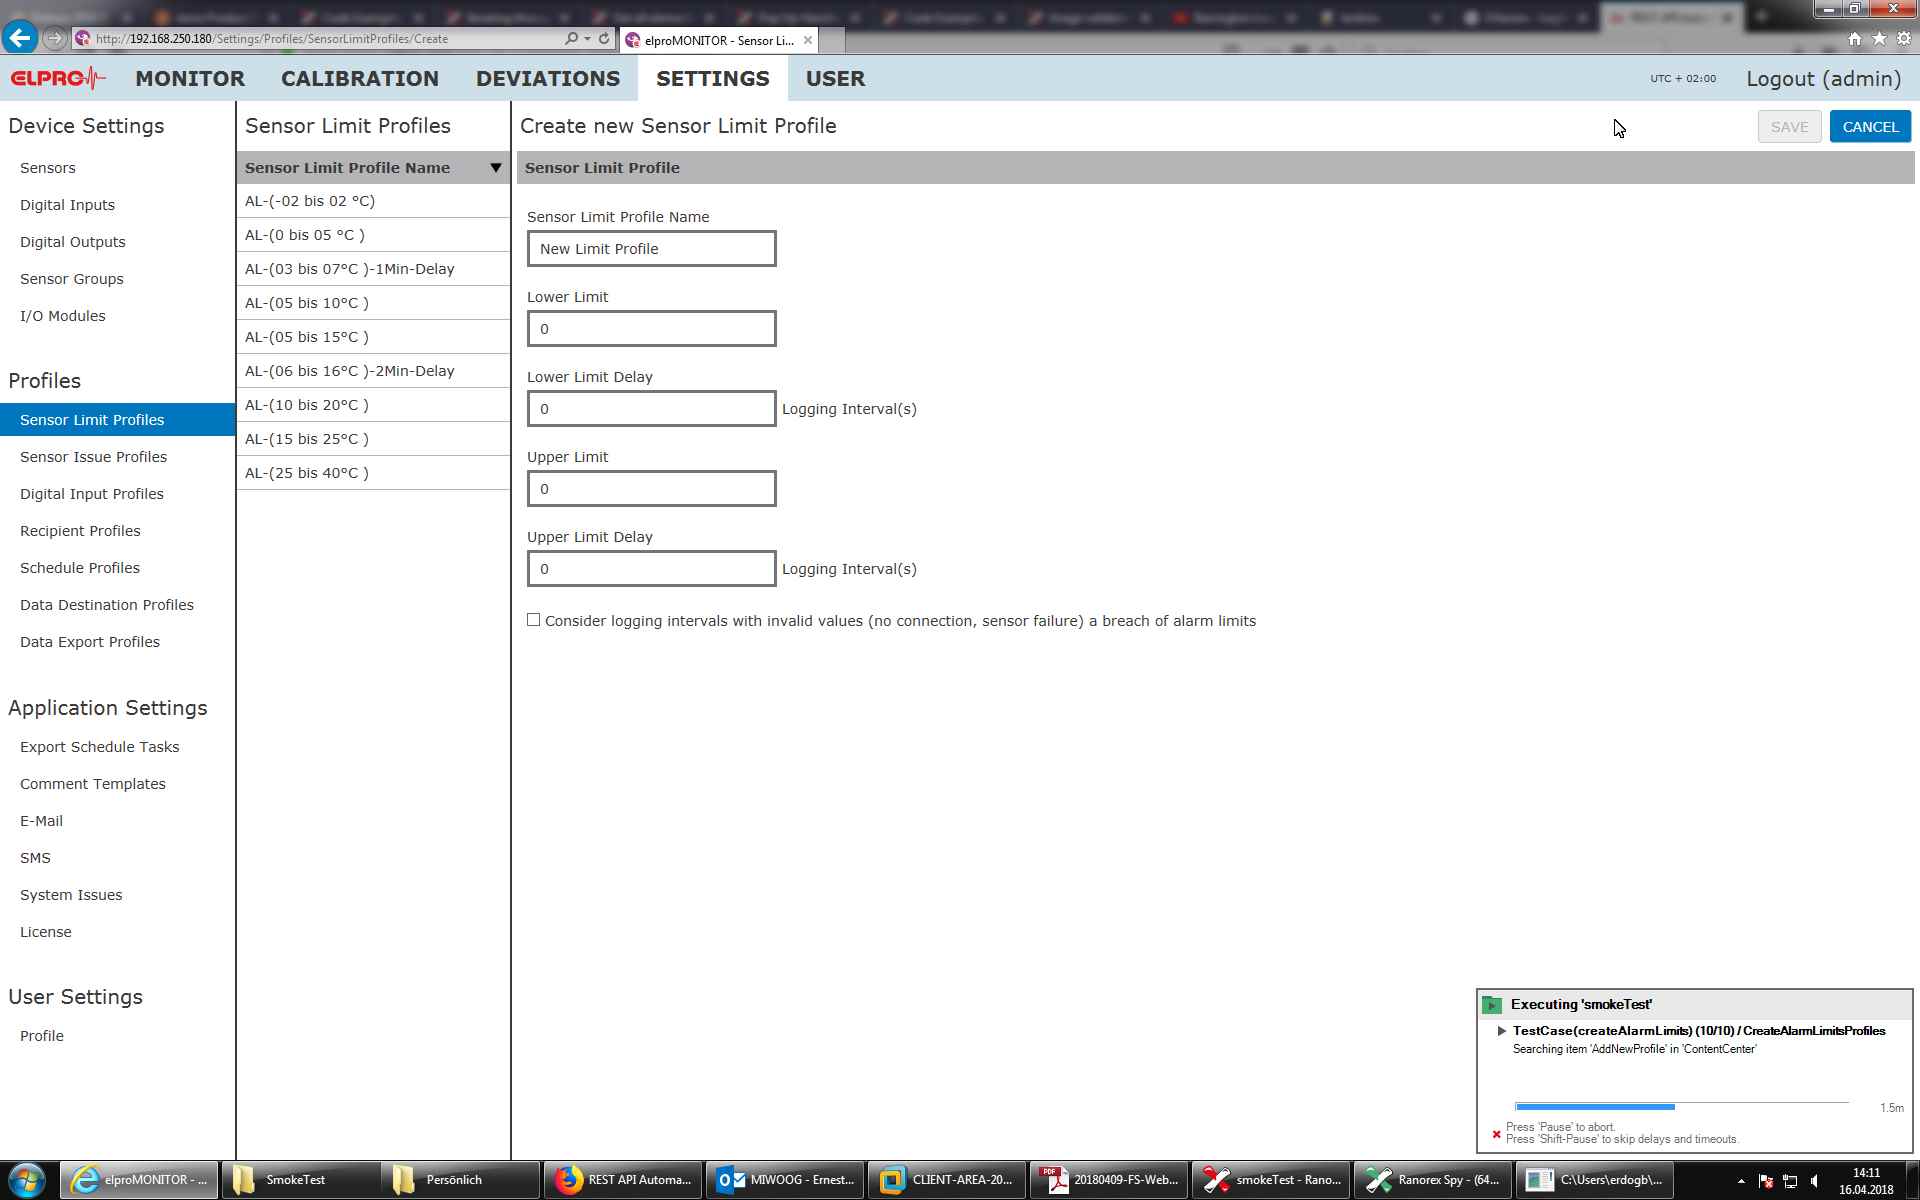 http://192.168.250.180/Settings/Profiles/SensorLimitProfiles/Create
elproMONITOR - Sensor Li...
ELPRO
MONITOR
CALIBRATION
DEVIATIONS
SETTINGS
USER
UTC + 02:00
Logout (admin)
Device Settings
Sensors
Digital Inputs
Digital Outputs
Sensor Groups
I/O Modules
Profiles
Sensor Limit Profiles
Sensor Issue Profiles
Digital Input Profiles
Recipient Profiles
Schedule Profiles
Data Destination Profiles
Data Export Profiles
Application Settings
Export Schedule Tasks
Comment Templates
E-Mail
SMS
System Issues
License
User Settings
Profile
Sensor Limit Profiles
Sensor Limit Profile Name
AL-(-02 bis 02 °C)
AL-(0 bis 05 °C )
AL-(03 bis 07°C )-1Min-Delay
AL-(05 bis 10°C )
AL-(05 bis 15°C )
AL-(06 bis 16°C )-2Min-Delay
AL-(10 bis 20°C )
AL-(15 bis 25°C )
AL-(25 bis 40°C )
Create new Sensor Limit Profile
SAVE
CANCEL
Sensor Limit Profile
Sensor Limit Profile Name
New Limit Profile
Lower Limit
0
Lower Limit Delay
0 Logging Interval(s)
Upper Limit
0
Upper Limit Delay
0 Logging Interval(s)
Consider logging intervals with invalid values (no connection, sensor failure) a breach of alarm limits
Executing 'smokeTest'
TestCase(createAlarmLimits) (10/10) / CreateAlarmLimitsProfiles
Searching item 'AddNewProfile' in 'ContentCenter'
1.5m
Press 'Pause' to abort.
Press 'Shift-Pause' to skip delays and timeouts.
elproMONITOR - ...
SmokeTest
Persönlich
REST API Automa...
MIWOOG - Ernest...
CLIENT-AREA-20...
PDF
20180409-FS-Web...
smokeTest - Rano...
Ranorex Spy - (64...
C:\Users\erdogb\...
14:11
16.04.2018